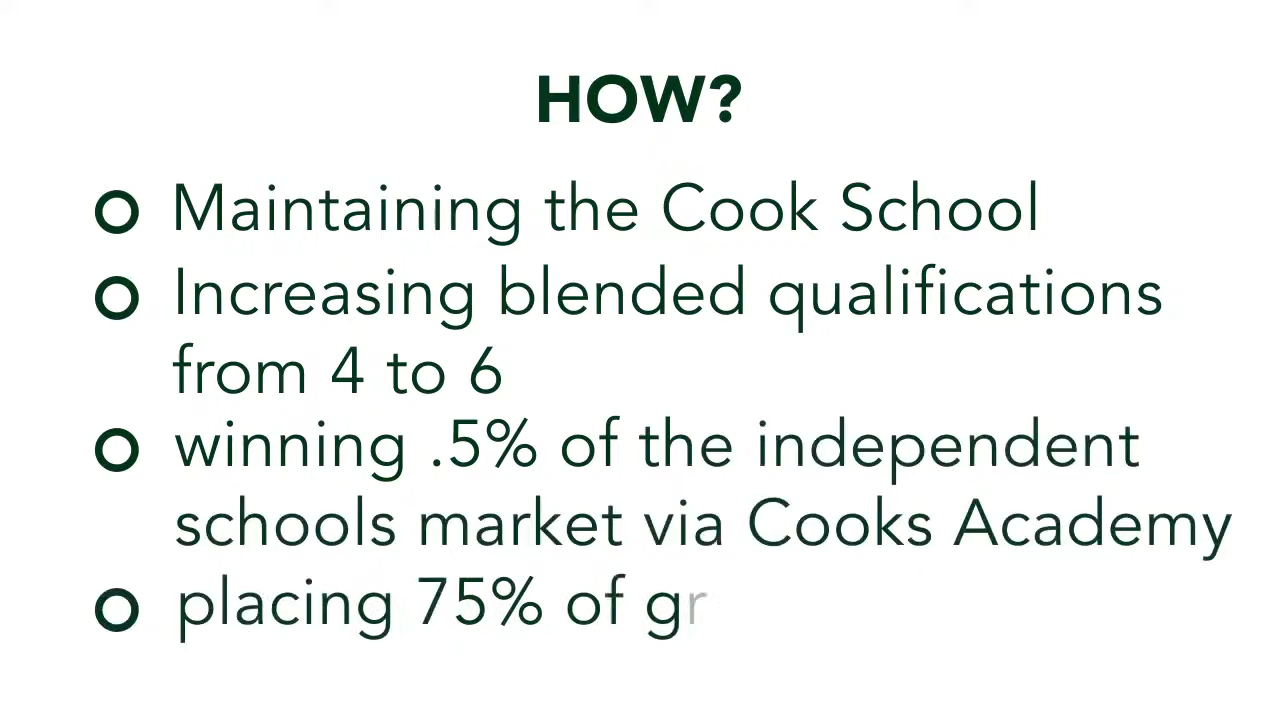 HOW?
Maintaining the Cook School
Increasing blended qualifications
from 4 to 6
winning .5% of the independent
schools market via Cooks Academy
placing 75% of gr